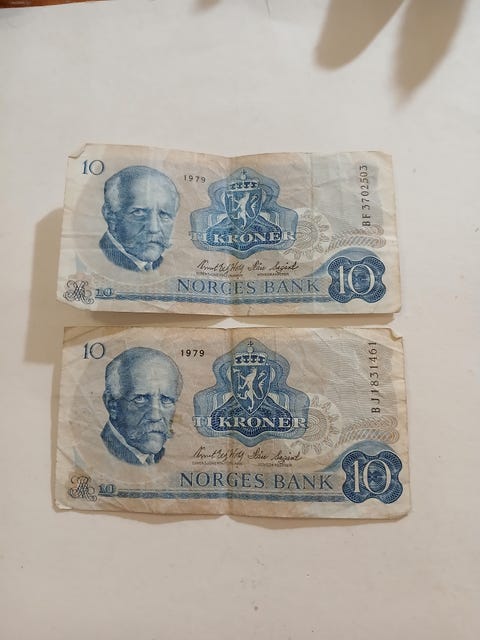 10
1979
BF 3702503
TI KRONER
10
NORGES BANK
10
10
1979
BJ 1831461
TI KRONER
10
NORGES BANK
10